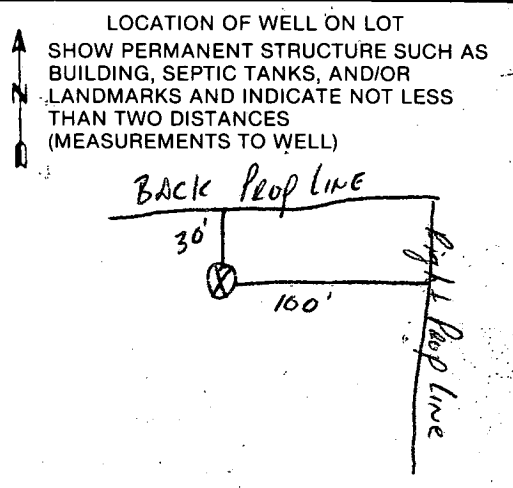 LOCATION OF WELL ON LOT
SHOW PERMANENT STRUCTURE SUCH AS
BUILDING, SEPTIC TANKS, AND/OR
N LANDMARKS AND INDICATE NOT LESS
THAN TWO DISTANCES
(MEASUREMENTS TO WELL)
BACK PROP LINE
30'
100'
Right Prop Line